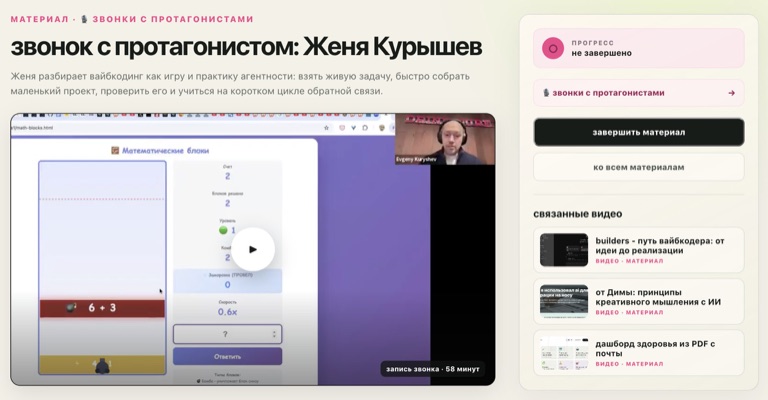 МАТЕРИАЛ · ЗВОНКИ С ПРОТАГОНИСТАМИ
звонок с протагонистом: Женя Курышев
Женя разбирает вайбкодинг как игру и практику агентности: взять живую задачу, быстро собрать
маленький проект, проверить его и учиться на коротком цикле обратной связи.
Математические блоки
Счет
2
2
Уровень
1
2
0
Скорость
0.6x
6 + 3
?
Ответить
Evgeny Kuryshev
запись звонка · 58 минут
ПРОГРЕСС
не завершено
звонки с протагонистами →
завершить материал
ко всем материалам
связанные видео
builders - путь вайбкодера: от
идеи до реализации
ВИДЕО · МАТЕРИАЛ
от Димы: принципы
креативного мышления с ИИ
ВИДЕО · МАТЕРИАЛ
дашборд здоровья из PDF с
почты
ВИДЕО · МАТЕРИАЛ